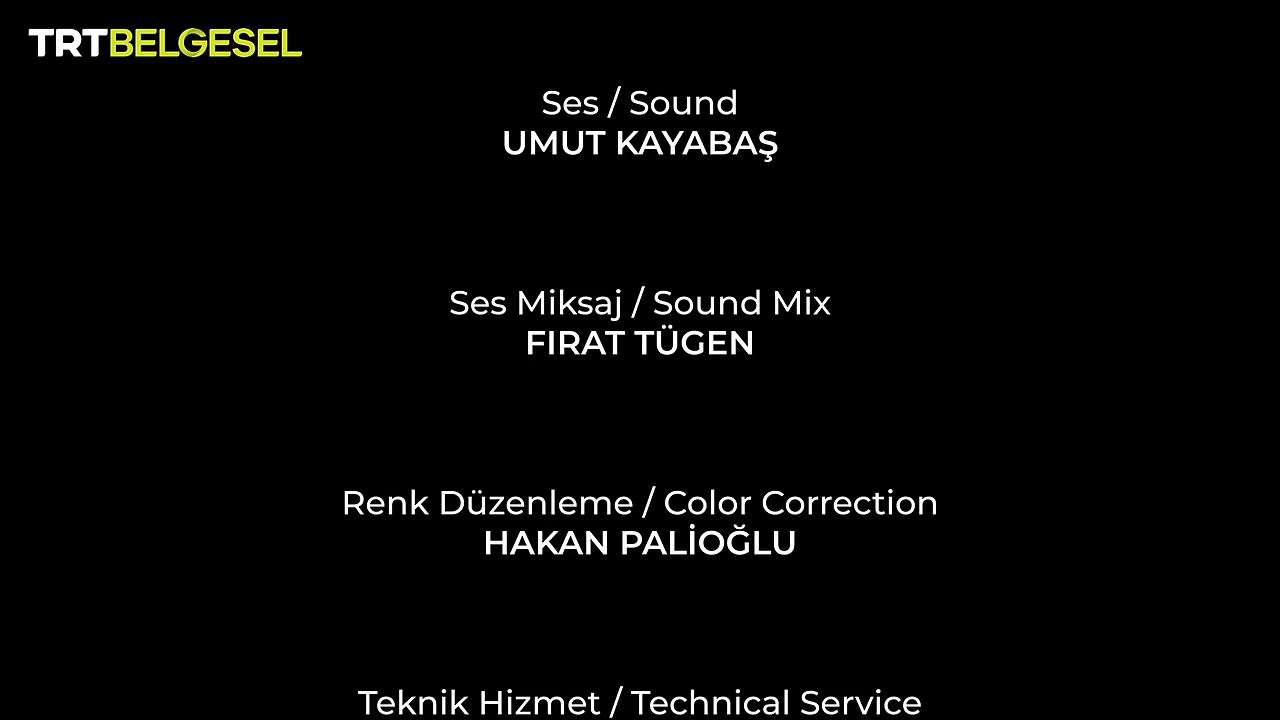 TRTBELGESEL
Ses / Sound
UMUT KAYABAŞ
Ses Miksaj / Sound Mix
FIRAT TÜGEN
Renk Düzenleme / Color Correction
HAKAN PALİOĞLU
Teknik Hizmet / Technical Service